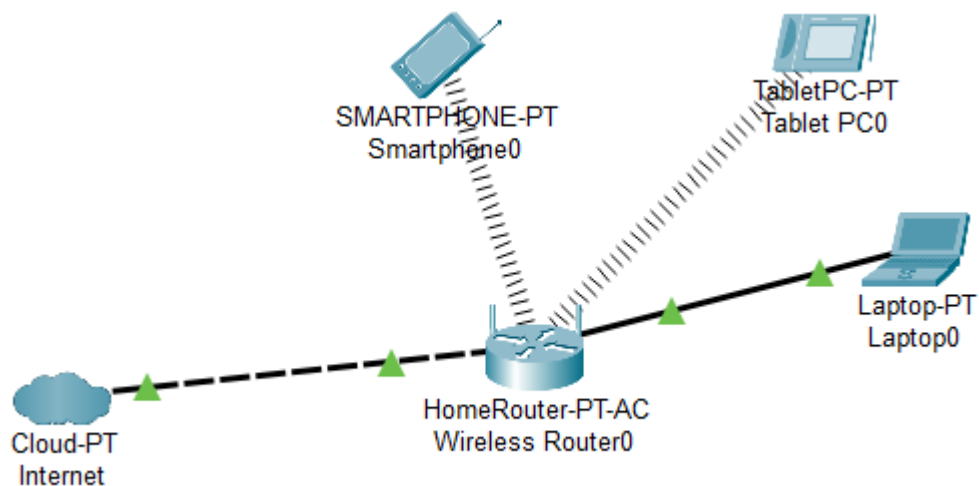 SMARTPHONE-PT
Smartphone0
TabletPC-PT
Tablet PC0
Laptop-PT
Laptop0
HomeRouter-PT-AC
Wireless Router0
Cloud-PT
Internet